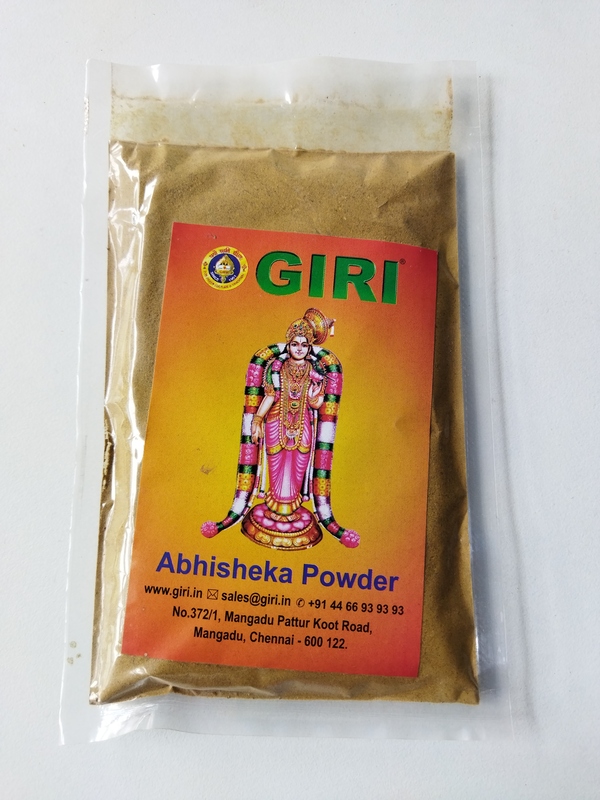 GIRI®
Abhisheka Powder
www.giri.in ✉ sales@giri.in ✆ +91 44 66 93 93 93
No.372/1, Mangadu Pattur Koot Road,
Mangadu, Chennai - 600 122.